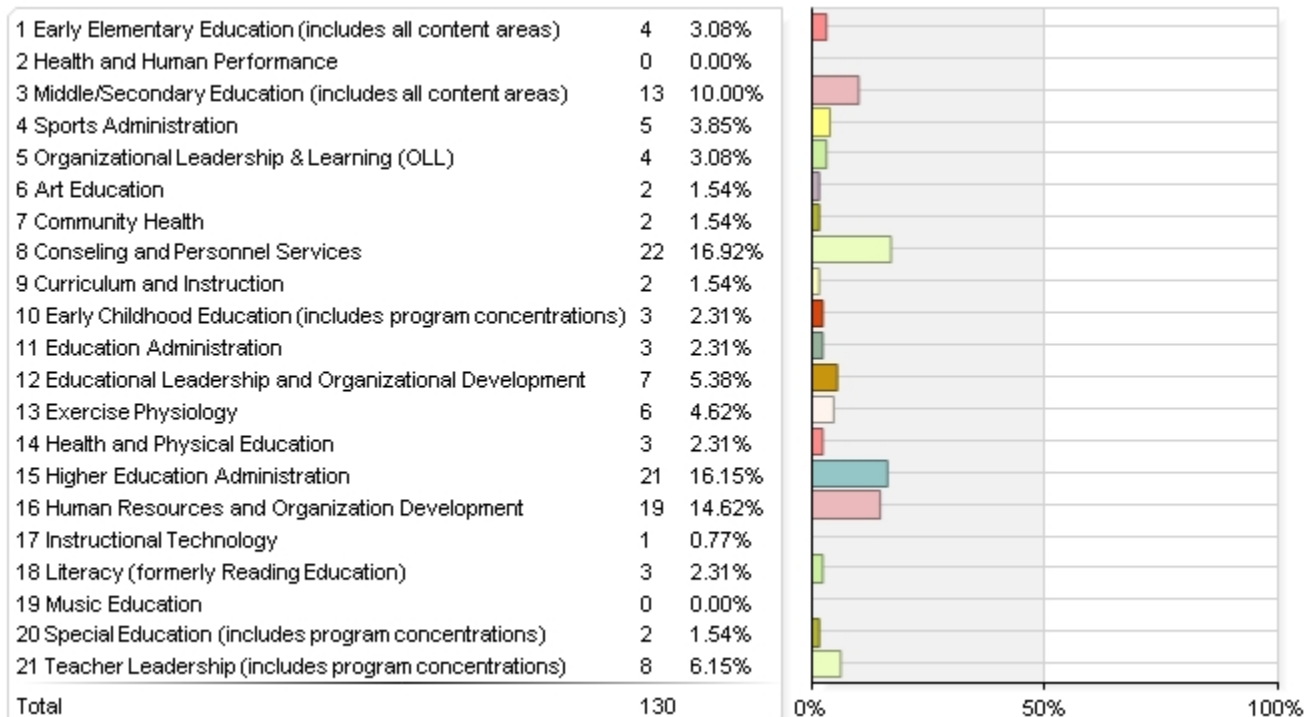 1 Early Elementary Education (includes all content areas) 4 3.08%
2 Health and Human Performance 0 0.00%
3 Middle/Secondary Education (includes all content areas) 13 10.00%
4 Sports Administration 5 3.85%
5 Organizational Leadership & Learning (OLL) 4 3.08%
6 Art Education 2 1.54%
7 Community Health 2 1.54%
8 Conseling and Personnel Services 22 16.92%
9 Curriculum and Instruction 2 1.54%
10 Early Childhood Education (includes program concentrations) 3 2.31%
11 Education Administration 3 2.31%
12 Educational Leadership and Organizational Development 7 5.38%
13 Exercise Physiology 6 4.62%
14 Health and Physical Education 3 2.31%
15 Higher Education Administration 21 16.15%
16 Human Resources and Organization Development 19 14.62%
17 Instructional Technology 1 0.77%
18 Literacy (formerly Reading Education) 3 2.31%
19 Music Education 0 0.00%
20 Special Education (includes program concentrations) 2 1.54%
21 Teacher Leadership (includes program concentrations) 8 6.15%
Total 130
0% 50% 100%